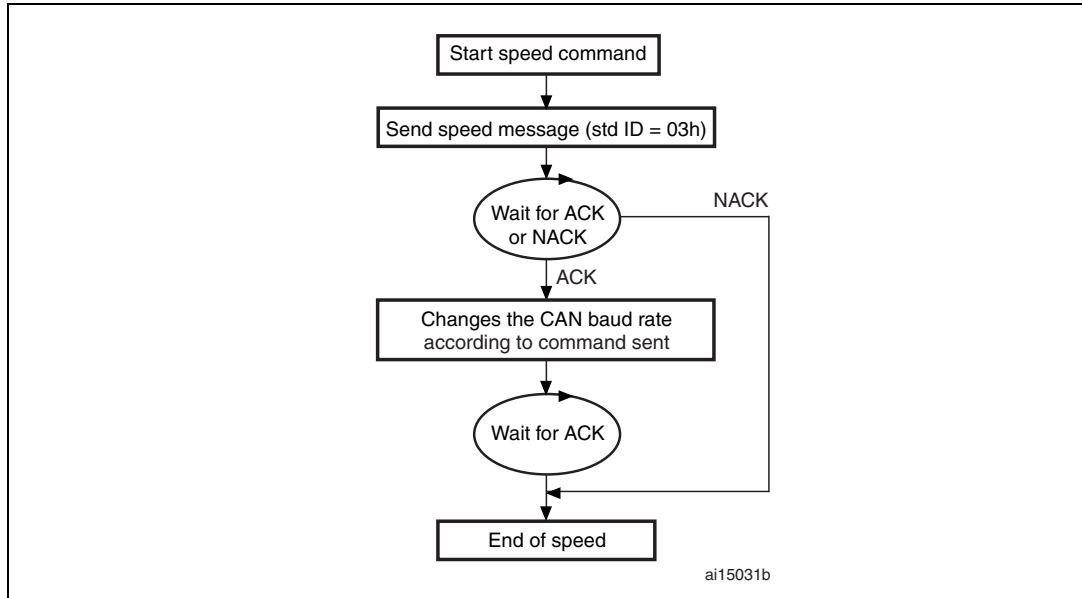 Start speed command
Send speed message (std ID = 03h)
Wait for ACK
or NACK
NACK
ACK
Changes the CAN baud rate
according to command sent
Wait for ACK
End of speed
ai15031b